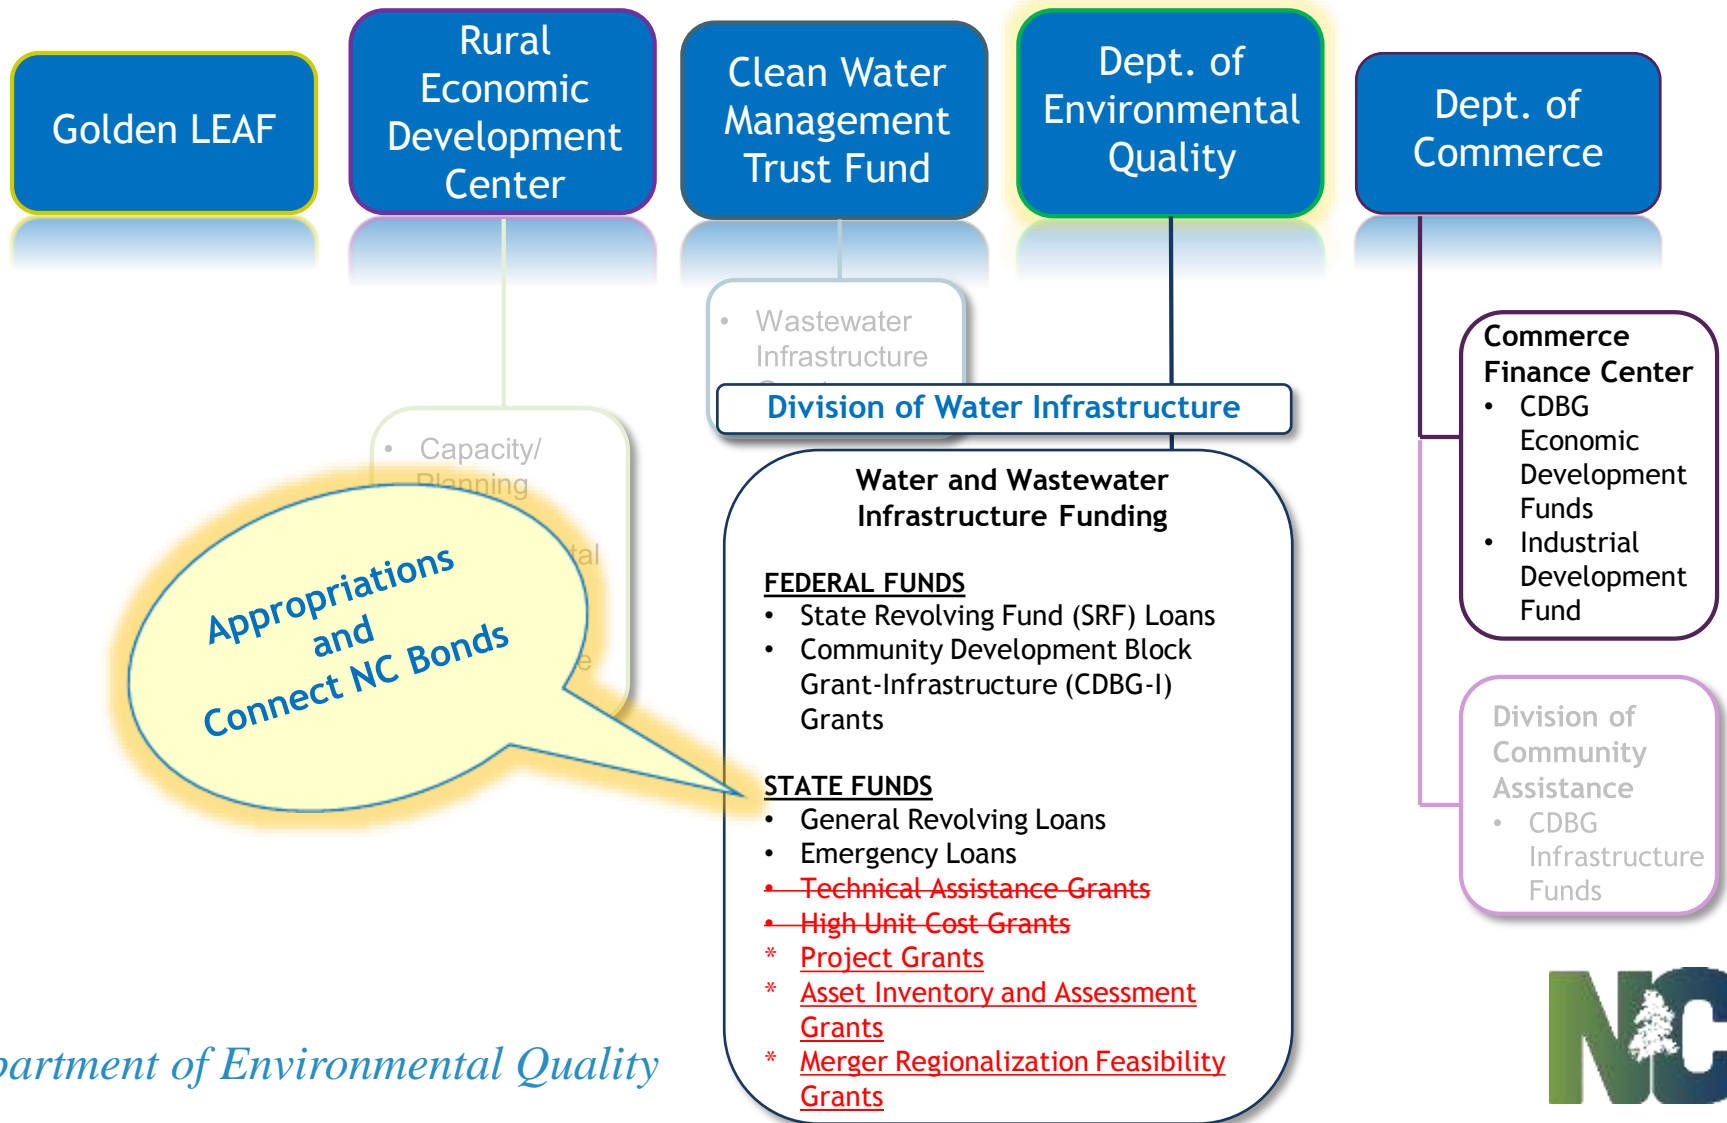 Golden LEAF
Rural
Economic
Development
Center
Clean Water
Management
Trust Fund
Dept. of
Environmental
Quality
Dept. of
Commerce
• Wastewater
Infrastructure
Division of Water Infrastructure
• Capacity/
Planning
Appropriations
and
Connect NC Bonds
Water and Wastewater
Infrastructure Funding
FEDERAL FUNDS
• State Revolving Fund (SRF) Loans
• Community Development Block
Grant-Infrastructure (CDBG-I)
Grants
STATE FUNDS
• General Revolving Loans
• Emergency Loans
• Technical Assistance Grants
• High Unit Cost Grants
* Project Grants
* Asset Inventory and Assessment
Grants
* Merger Regionalization Feasibility
Grants
Commerce
Finance Center
• CDBG
Economic
Development
Funds
• Industrial
Development
Fund
Division of
Community
Assistance
• CDBG
Infrastructure
Funds
partment of Environmental Quality
NC